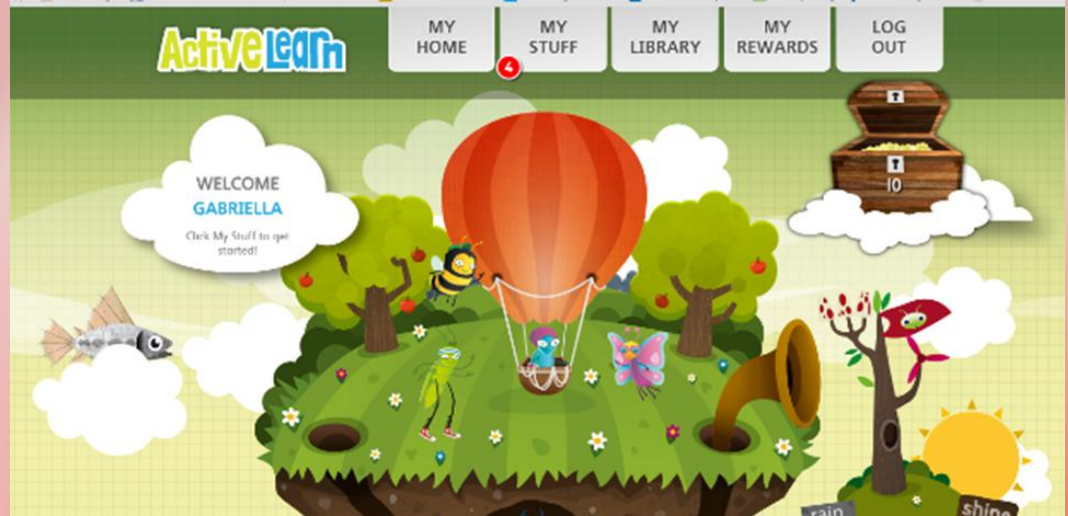 ActiveLearn
MY
HOME
MY
STUFF
MY
LIBRARY
MY
REWARDS
LOG
OUT
4
WELCOME
GABRIELLA
Click My Stuff to get
started!
10
rain
shine